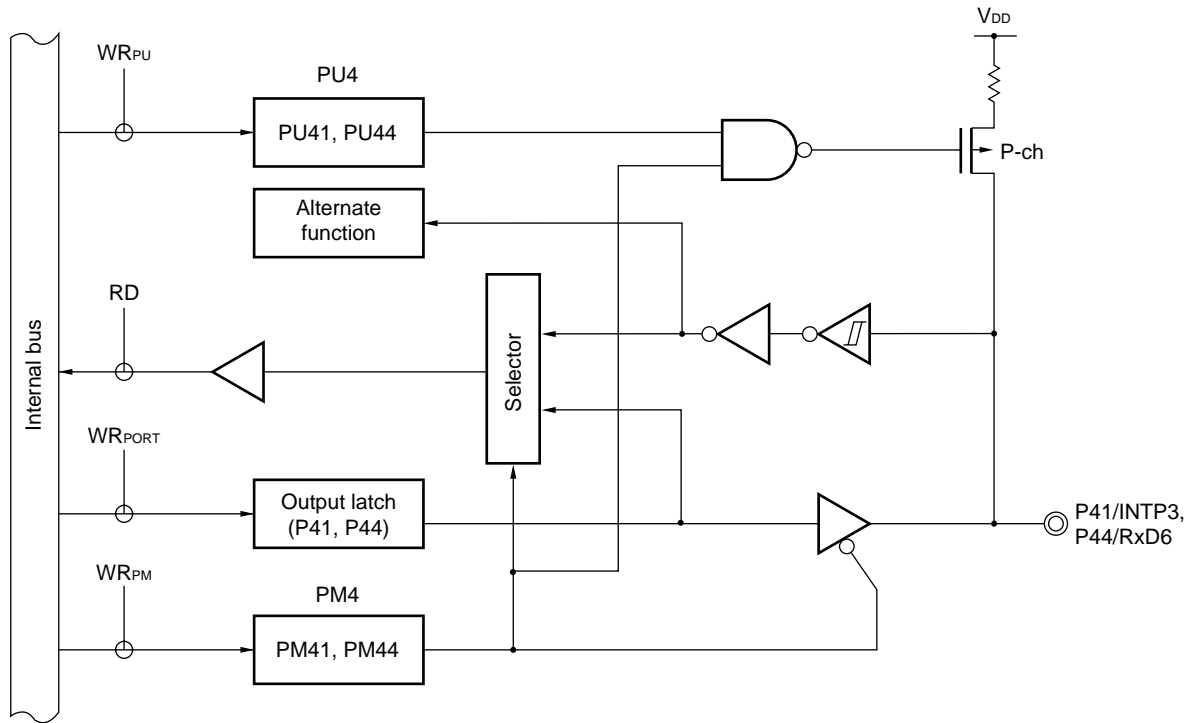 VDD
WRPU
PU4
PU41, PU44
P-ch
Alternate
function
RD
Internal bus
Selector
WRPORT
Output latch
(P41, P44)
P41/INTP3,
P44/RxD6
WRPM
PM4
PM41, PM44